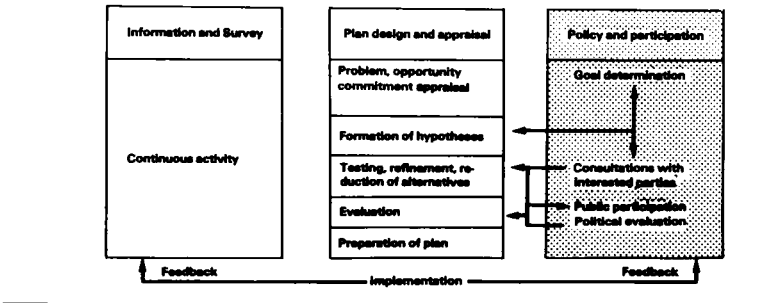 Information and Survey
Plan design and appraisal
Policy and participation
Continuous activity
Problem, opportunity
commitment appraisal
Formation of hypotheses
Testing, refinement, re-
duction of alternatives
Evaluation
Preparation of plan
Goal determination
Consultations with
interested parties
Public participation
Political evaluation
Feedback
implementation
Feedback